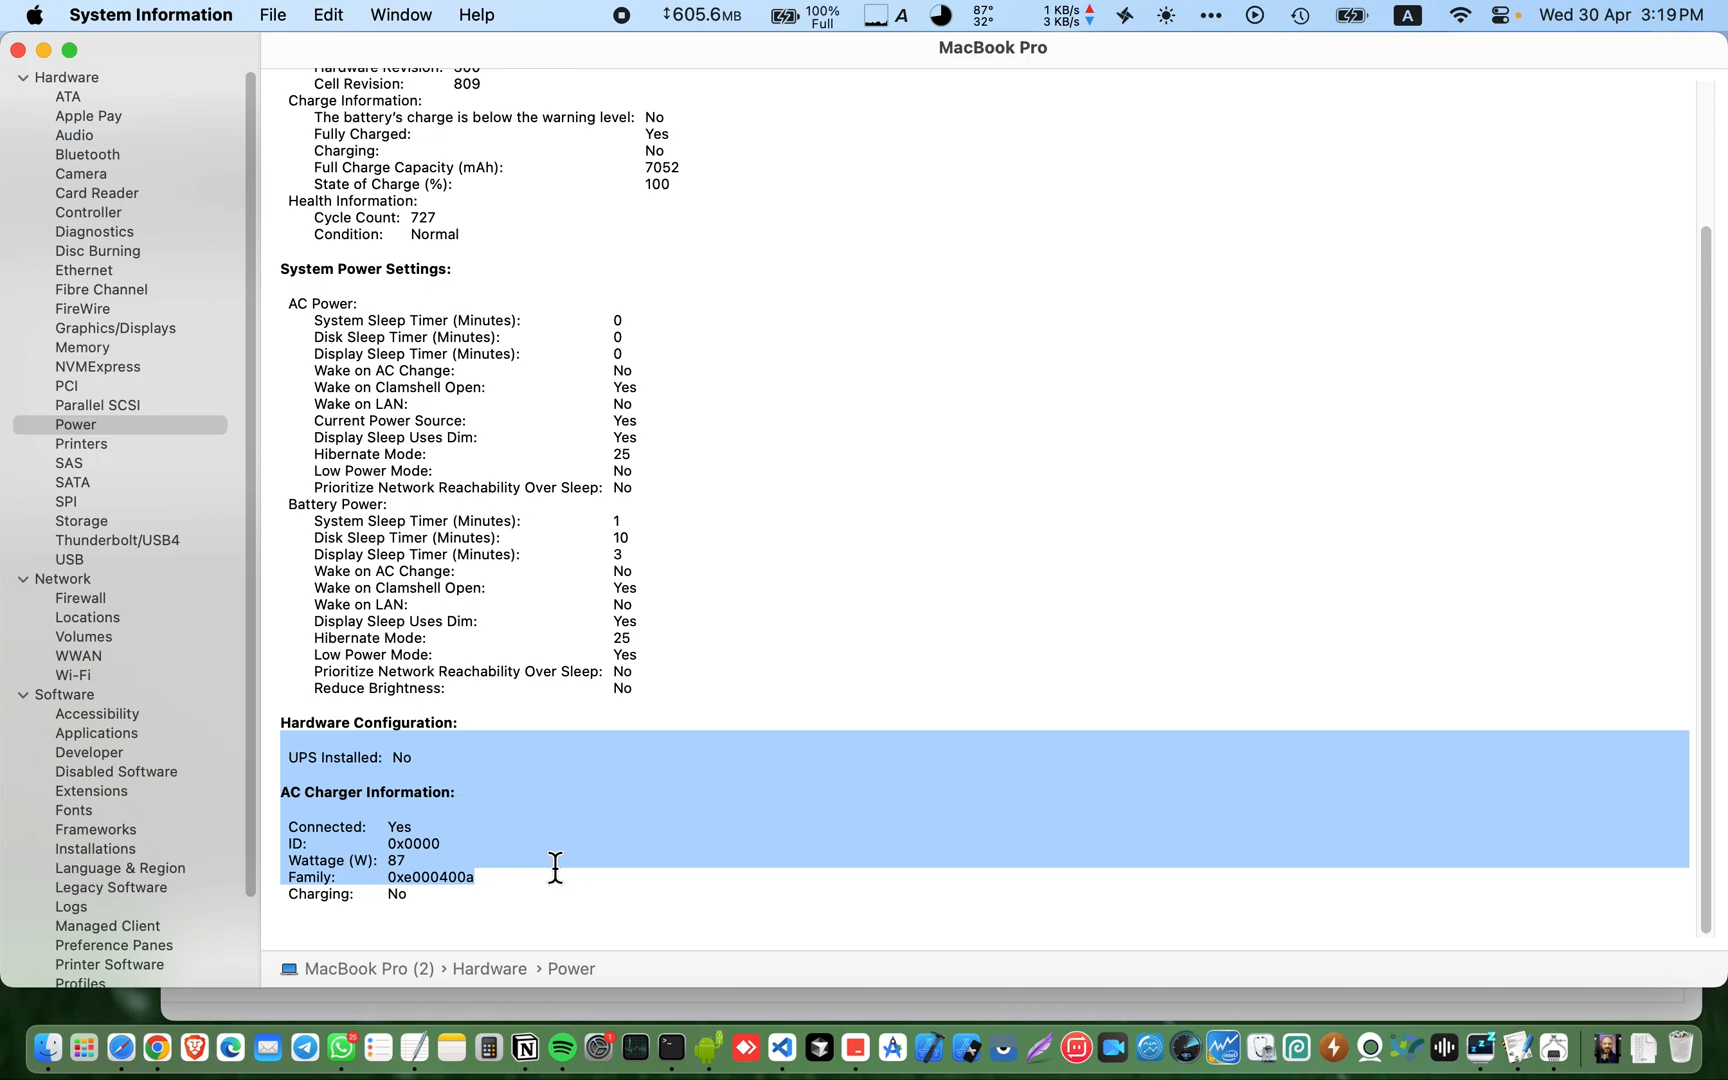 System Information File Edit Window Help 605.6MB 100% Full A 87° 32° 1 KB/s 3 KB/s A Wed 30 Apr 3:19PM
MacBook Pro
Hardware
ATA
Apple Pay
Audio
Bluetooth
Camera
Card Reader
Controller
Diagnostics
Disc Burning
Ethernet
Fibre Channel
FireWire
Graphics/Displays
Memory
NVMExpress
PCI
Parallel SCSI
Power
Printers
SAS
SATA
SPI
Storage
Thunderbolt/USB4
USB
Network
Firewall
Locations
Volumes
WWAN
Wi-Fi
Software
Accessibility
Applications
Developer
Disabled Software
Extensions
Fonts
Frameworks
Installations
Language & Region
Legacy Software
Logs
Managed Client
Preference Panes
Printer Software
Profiles
Hardware Revision: 300
Cell Revision: 809
Charge Information:
The battery's charge is below the warning level: No
Fully Charged: Yes
Charging: No
Full Charge Capacity (mAh): 7052
State of Charge (%): 100
Health Information:
Cycle Count: 727
Condition: Normal
System Power Settings:
AC Power:
System Sleep Timer (Minutes): 0
Disk Sleep Timer (Minutes): 0
Display Sleep Timer (Minutes): 0
Wake on AC Change: No
Wake on Clamshell Open: Yes
Wake on LAN: No
Current Power Source: Yes
Display Sleep Uses Dim: Yes
Hibernate Mode: 25
Low Power Mode: No
Prioritize Network Reachability Over Sleep: No
Battery Power:
System Sleep Timer (Minutes): 1
Disk Sleep Timer (Minutes): 10
Display Sleep Timer (Minutes): 3
Wake on AC Change: No
Wake on Clamshell Open: Yes
Wake on LAN: No
Display Sleep Uses Dim: Yes
Hibernate Mode: 25
Low Power Mode: Yes
Prioritize Network Reachability Over Sleep: No
Reduce Brightness: No
Hardware Configuration:
UPS Installed: No
AC Charger Information:
Connected: Yes
ID: 0x0000
Wattage (W): 87
Family: 0xe000400a
Charging: No
MacBook Pro (2) › Hardware › Power